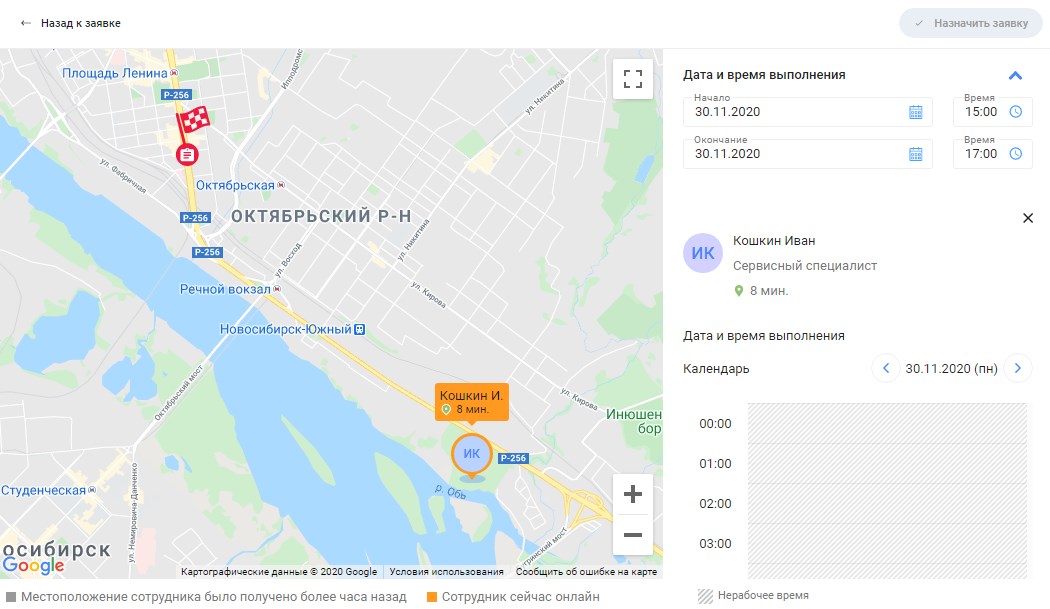 ← Назад к заявке
Назначить заявку
Площадь Ленина
Р-256
ул. Фабричная
Ипподромс
ул. Никитина
Октябрьская
Р-256
ОКТЯБРЬСКИЙ Р-Н
Р-256
ул. Восход
ул. Никитина
Речной вокзал
ул. Кирова
Новосибирск-Южный
Октябрьский мост
Кошкин И.
8 мин.
ул. Кирова
Инюшен
бор
ИК
Р-256
р. Обь
Студенческая
ул. Немировича-Данченко
тринский мост
осибирск
Google
Картографические данные © 2020 Google
Условия использования
Сообщить об ошибке на карте
Местоположение сотрудника было получено более часа назад
Сотрудник сейчас онлайн
Дата и время выполнения
Начало
30.11.2020
Время
15:00
Окончание
30.11.2020
Время
17:00
ИК
Кошкин Иван
Сервисный специалист
8 мин.
Дата и время выполнения
Календарь
30.11.2020 (пн)
00:00
01:00
02:00
03:00
Нерабочее время